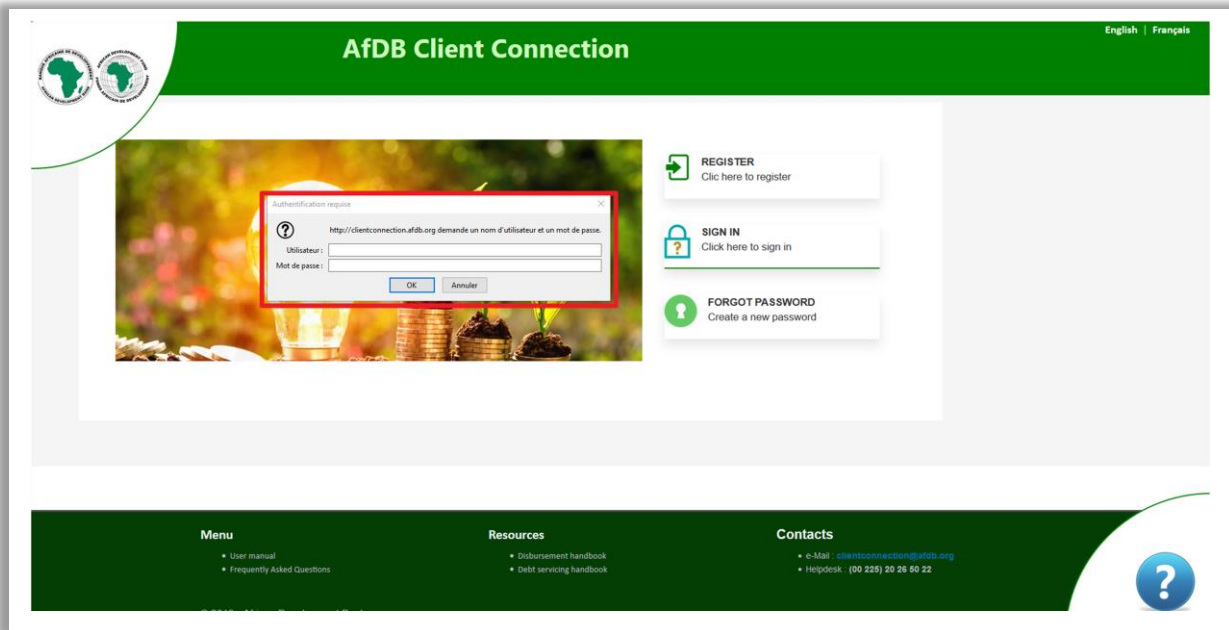 English | Français
AfDB Client Connection
REGISTER
Clic here to register
Authentification requise
http://clientconnection.afdb.org demande un nom d'utilisateur et un mot de passe.
Utilisateur :
Mot de passe :
OK Annuler
SIGN IN
Click here to sign in
FORGOT PASSWORD
Create a new password
Menu
User manual
Frequently Asked Questions
Resources
Disbursement handbook
Debt servicing handbook
Contacts
e-Mail : clientconnection@afdb.org
Helpdesk : (00 225) 20 26 50 22